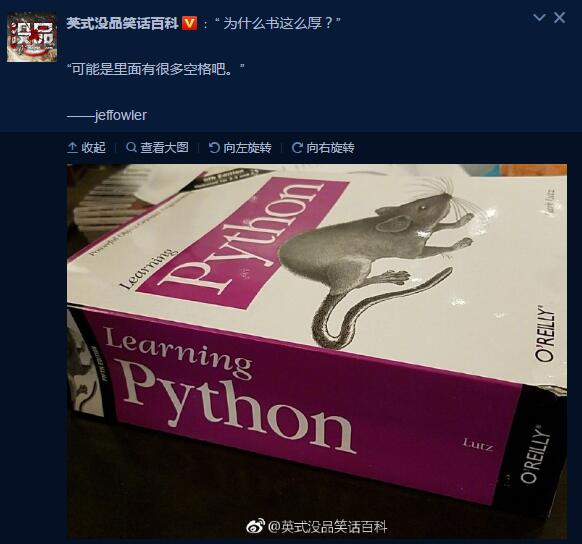 英式没品笑话百科 V ：“ 为什么书这么厚？”
“可能是里面有很多空格吧。”
——jeffowler
收起 查看大图 向左旋转 向右旋转
没品
5th Edition
Powerful Object-Oriented Programming
Learning
Python
Mark Lutz
O'REILLY®
FIFTH EDITION
Learning
Python
Lutz
O'REILLY®
@英式没品笑话百科